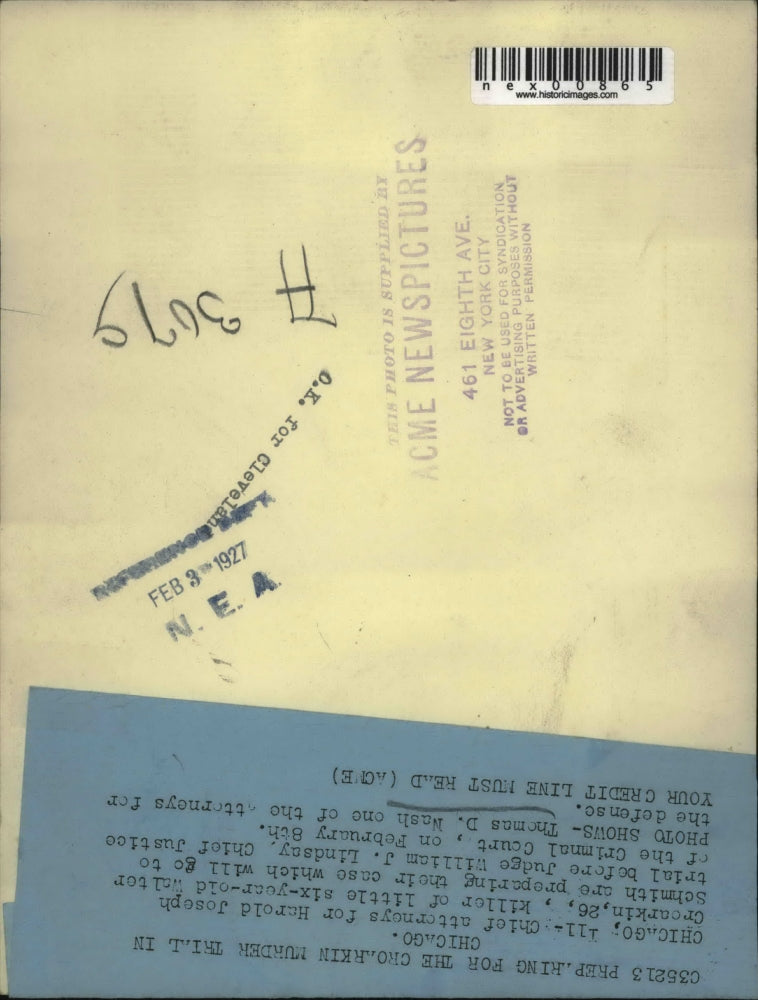 nex00865
www.historicimages.com
THIS PHOTO IS SUPPLIED BY
ACME NEWSPICTURES
461 EIGHTH AVE.
NEW YORK CITY
NOT TO BE USED FOR SYNDICATION
OR ADVERTISING PURPOSES WITHOUT
WRITTEN PERMISSION
O.K. for Cleveland
REFERENCE DEPT
FEB 3 - 1927
N. E. A.
C35213 PREPARING FOR THE CROARKIN MURDER TRIAL IN
CHICAGO.
CHICAGO, Ill- Chief attorneys for Harold Joseph
Croarkin,26, , killer of little six-year-old Walter
Schmith are preparing their case which will go to
trial before Judge William J. Lindsay, Chief Justice
of the Crimnal Court , on February 8th.
PHOTO SHOWS- Thomas D. Nash one of the attorneys for
the defense.
YOUR CREDIT LINE MUST READ (ACME)